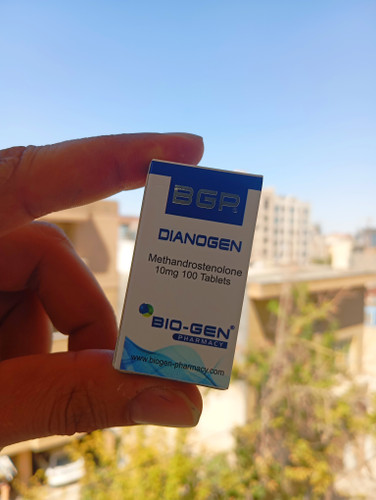 BGP
DIANOGEN
Methandrostenolone
10mg 100 Tablets
BIO-GEN®
PHARMACY
www.biogen-pharmacy.com